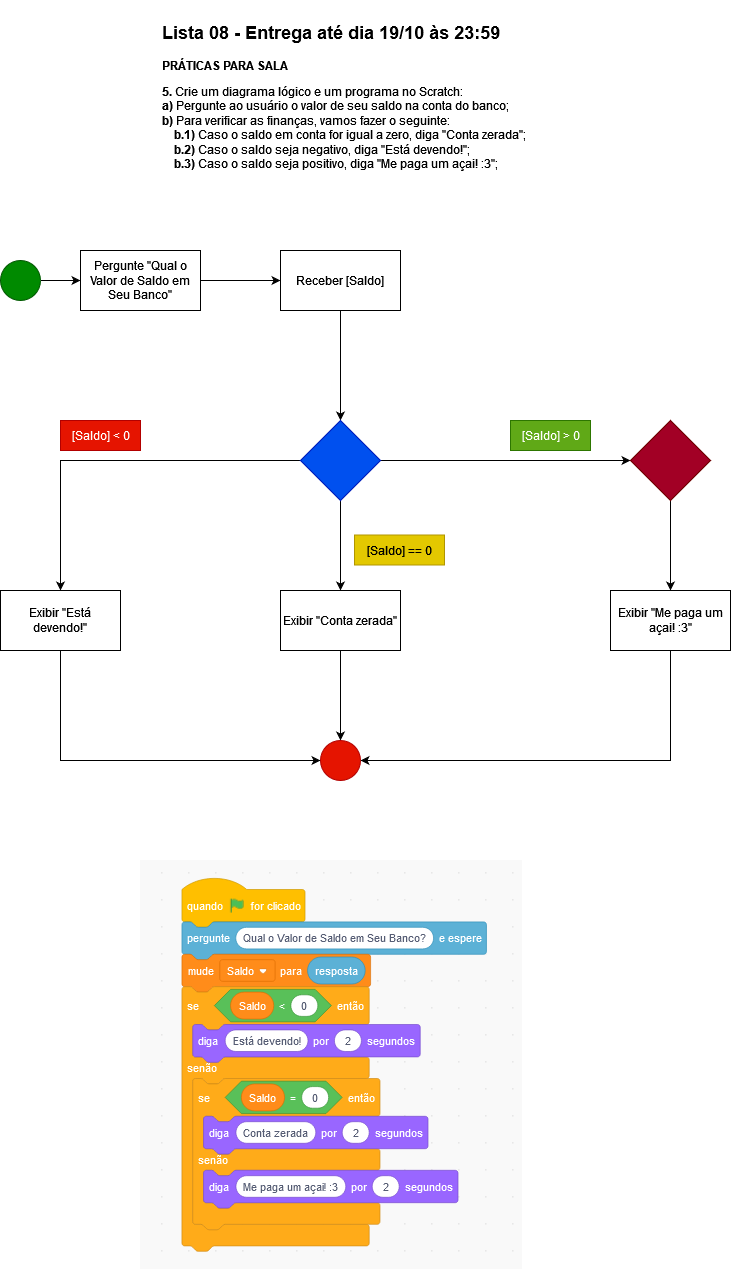 Lista 08 - Entrega até dia 19/10 às 23:59
PRÁTICAS PARA SALA
5. Crie um diagrama lógico e um programa no Scratch:
a) Pergunte ao usuário o valor de seu saldo na conta do banco;
b) Para verificar as finanças, vamos fazer o seguinte:
b.1) Caso o saldo em conta for igual a zero, diga "Conta zerada";
b.2) Caso o saldo seja negativo, diga "Está devendo!";
b.3) Caso o saldo seja positivo, diga "Me paga um açai! :3";
Pergunte "Qual o
Valor de Saldo em
Seu Banco"
Receber [Saldo]
[Saldo] < 0
[Saldo] > 0
[Saldo] == 0
Exibir "Está
devendo!"
Exibir "Conta zerada"
Exibir "Me paga um
açai! :3"
quando for clicado
pergunte Qual o Valor de Saldo em Seu Banco? e espere
mude Saldo para resposta
se Saldo < 0 então
diga Está devendo! por 2 segundos
senão
se Saldo = 0 então
diga Conta zerada por 2 segundos
senão
diga Me paga um açai! :3 por 2 segundos